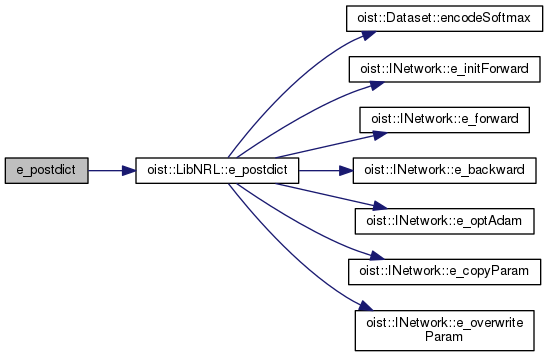 oist::Dataset::encodeSoftmax
oist::INetwork::e_initForward
oist::INetwork::e_forward
e_postdict
oist::LibNRL::e_postdict
oist::INetwork::e_backward
oist::INetwork::e_optAdam
oist::INetwork::e_copyParam
oist::INetwork::e_overwrite
Param